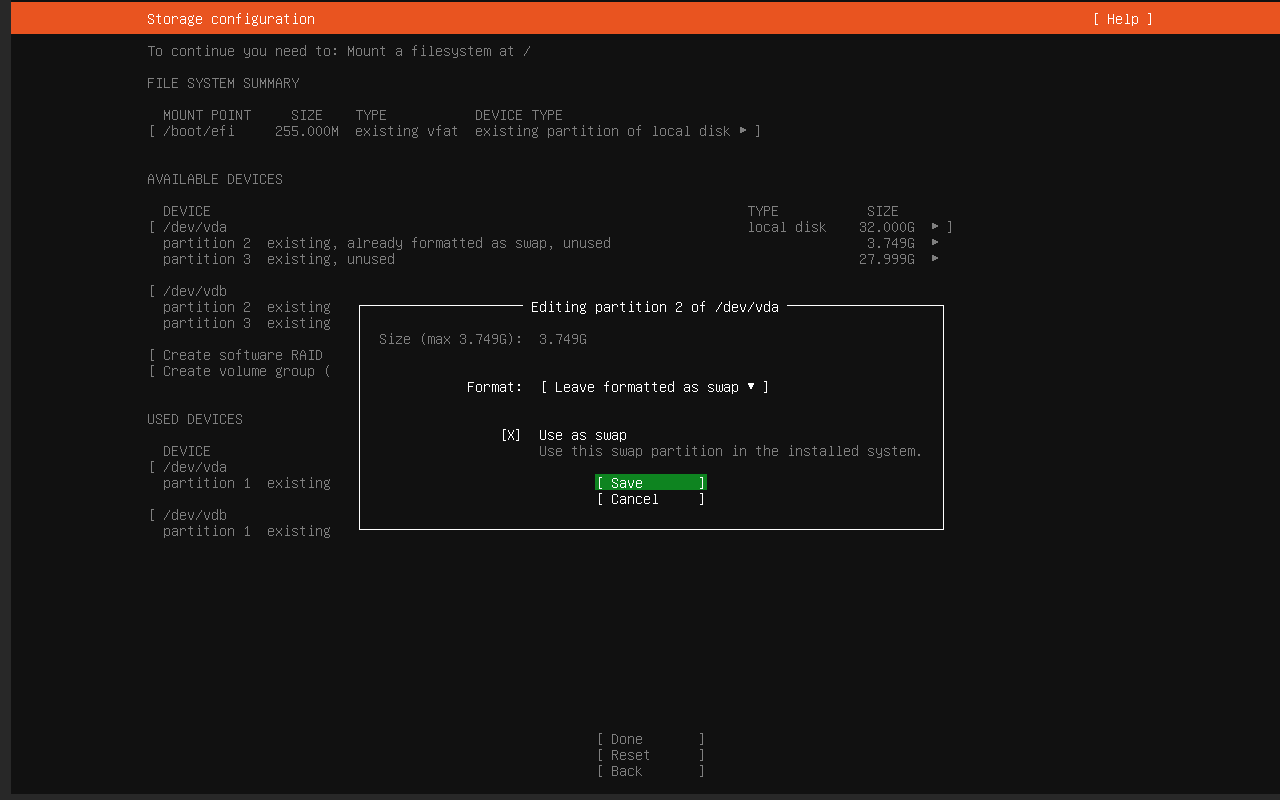 Storage configuration [ Help ]
To continue you need to: Mount a filesystem at /
FILE SYSTEM SUMMARY
MOUNT POINT SIZE TYPE DEVICE TYPE
[ /boot/efi 255.000M existing vfat existing partition of local disk ▸ ]
AVAILABLE DEVICES
DEVICE TYPE SIZE
[ /dev/vda local disk 32.000G ▸ ]
partition 2 existing, already formatted as swap, unused 3.749G ▸
partition 3 existing, unused 27.999G ▸
[ /dev/vdb
partition 2 existing
partition 3 existing
[ Create software RAID
[ Create volume group (
USED DEVICES
DEVICE
[ /dev/vda
partition 1 existing
[ /dev/vdb
partition 1 existing
Editing partition 2 of /dev/vda
Size (max 3.749G): 3.749G
Format: [ Leave formatted as swap ▾ ]
[X] Use as swap
Use this swap partition in the installed system.
[ Save ]
[ Cancel ]
[ Done ]
[ Reset ]
[ Back ]